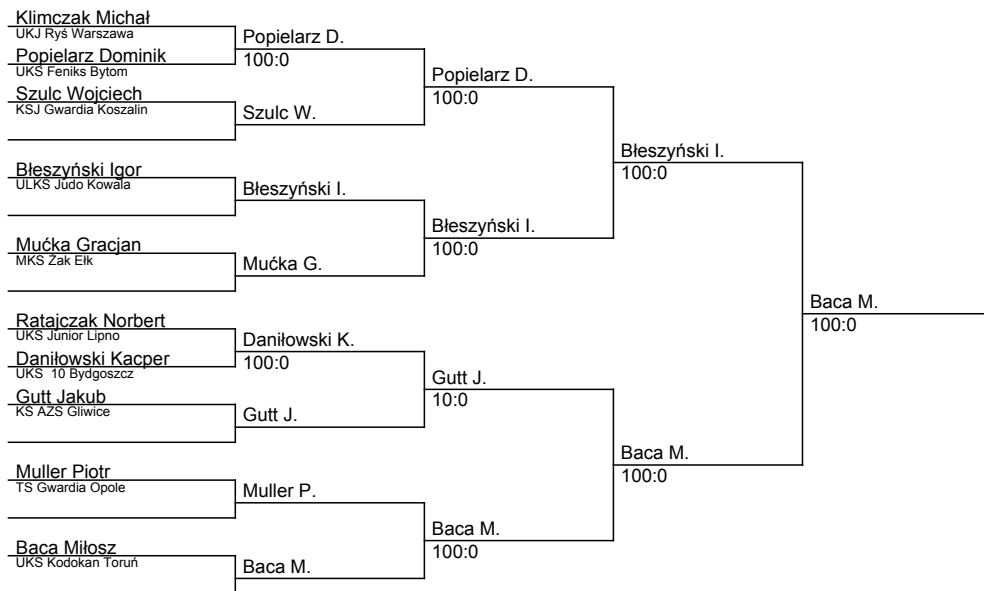 Klimczak Michał
UKJ Ryś Warszawa
Popielarz Dominik
UKS Feniks Bytom
Szulc Wojciech
KSJ Gwardia Koszalin
Błeszyński Igor
ULKS Judo Kowala
Mućka Gracjan
MKS Żak Ełk
Ratajczak Norbert
UKS Junior Lipno
Daniłowski Kacper
UKS 10 Bydgoszcz
Gutt Jakub
KS AZS Gliwice
Muller Piotr
TS Gwardia Opole
Baca Miłosz
UKS Kodokan Toruń
Popielarz D.
100:0
Szulc W.
Błeszyński I.
Mućka G.
Daniłowski K.
100:0
Gutt J.
Muller P.
Baca M.
Popielarz D.
100:0
Błeszyński I.
100:0
Gutt J.
10:0
Baca M.
100:0
Błeszyński I.
100:0
Baca M.
100:0
Baca M.
100:0